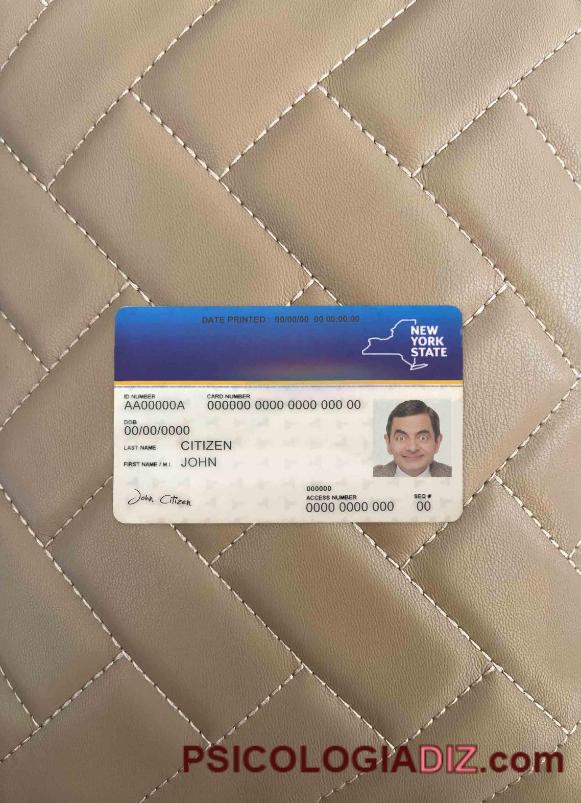 DATE PRINTED : 00/00/00 00:00:00:00
NEW
YORK
STATE
ID NUMBER
AA00000A
CARD NUMBER
000000 0000 0000 000 00
DOB
00/00/0000
LAST NAME CITIZEN
FIRST NAME / M.I. JOHN
John Citizen
000000
ACCESS NUMBER
0000 0000 000
SEQ #
00
PSICOLOGIADIZ.com